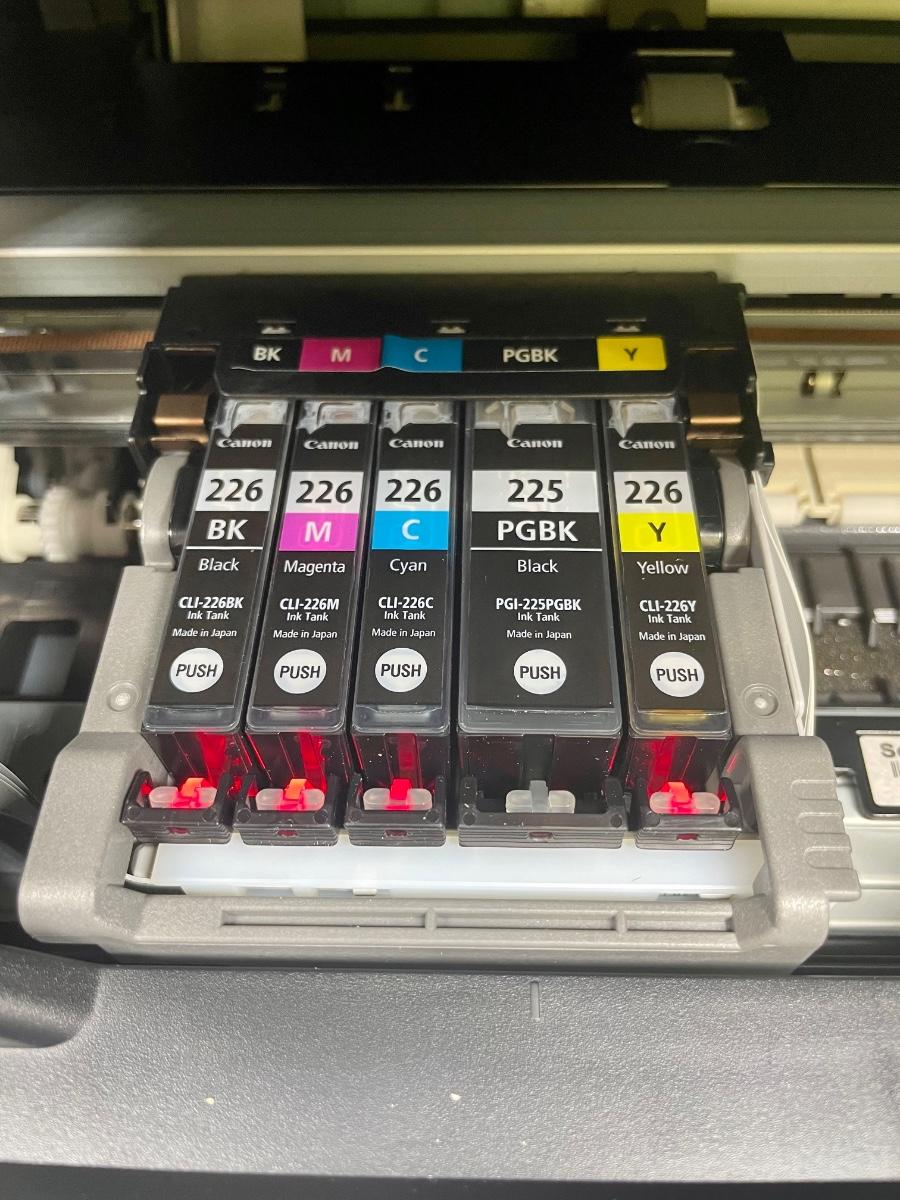 BK M C PGBK Y
Canon
226
BK
Black
CLI-226BK
Ink Tank
Made in Japan
PUSH
Canon
226
M
Magenta
CLI-226M
Ink Tank
Made in Japan
PUSH
Canon
226
C
Cyan
CLI-226C
Ink Tank
Made in Japan
PUSH
Canon
225
PGBK
Black
PGI-225PGBK
Ink Tank
Made in Japan
PUSH
Canon
226
Y
Yellow
CLI-226Y
Ink Tank
Made in Japan
PUSH